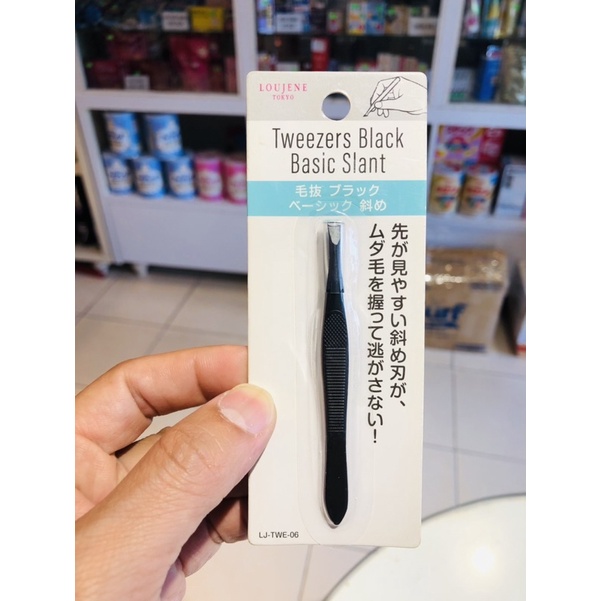 LOUJENE
TOKYO
Tweezers Black
Basic Slant
毛抜 ブラック
ベーシック 斜め
先が見やすい斜め刃が、
ムダ毛を握って逃がさない!
LJ-TWE-06